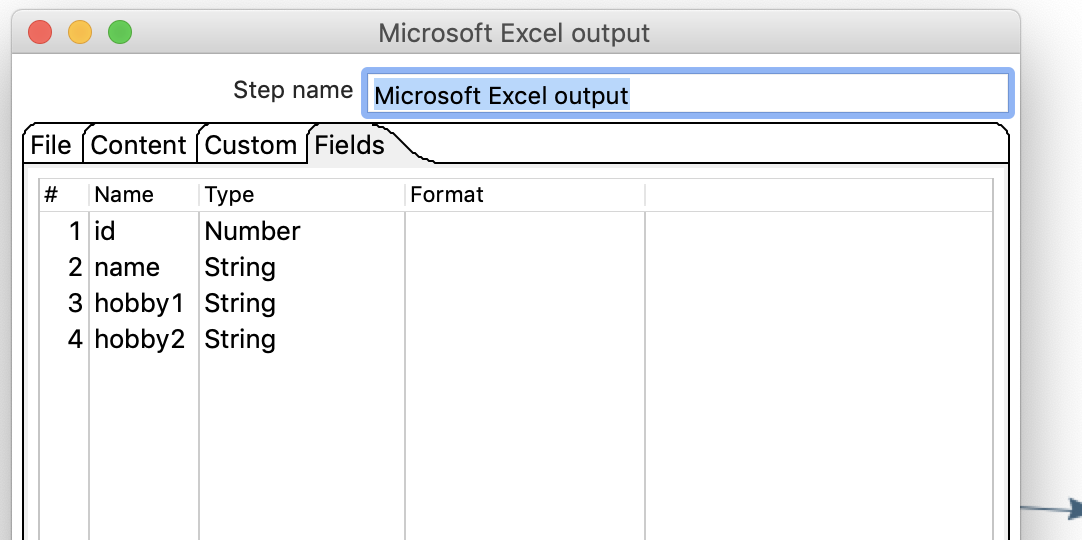 Microsoft Excel output
Step name Microsoft Excel output
File Content Custom Fields
# Name Type Format
1 id Number
2 name String
3 hobby1 String
4 hobby2 String